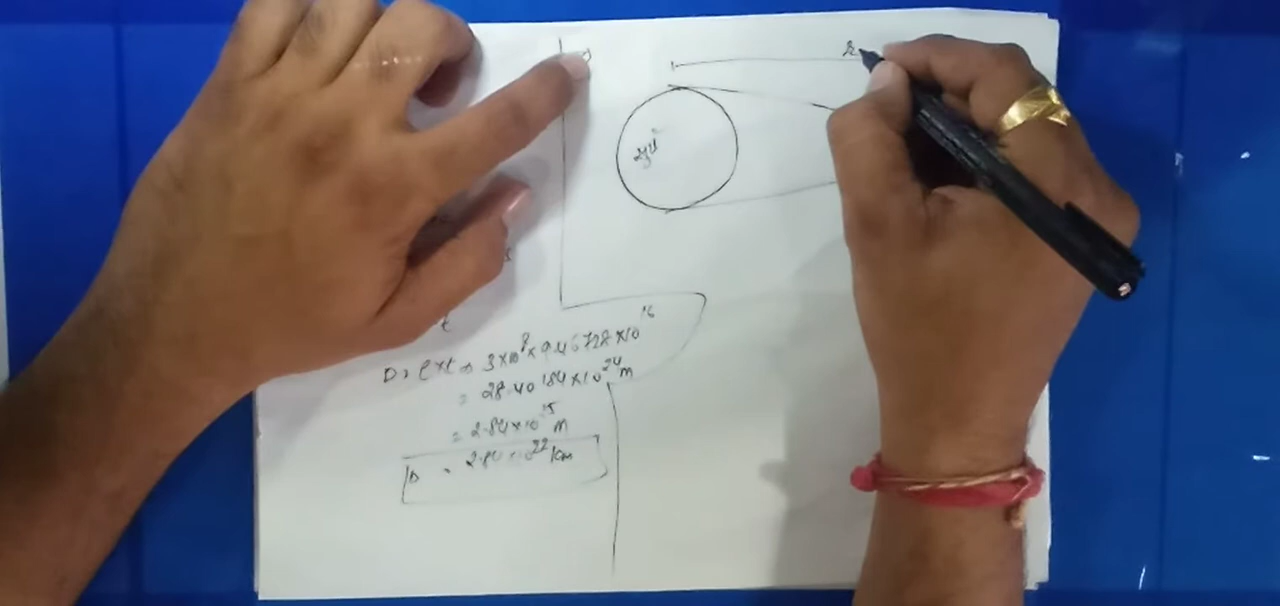 सूर्य
D = c×t = 3×10⁸×9.46728×10¹⁶
= 28.40184×10²⁴ m
= 2.84×10²⁵ m
D = 2.84×10²² km